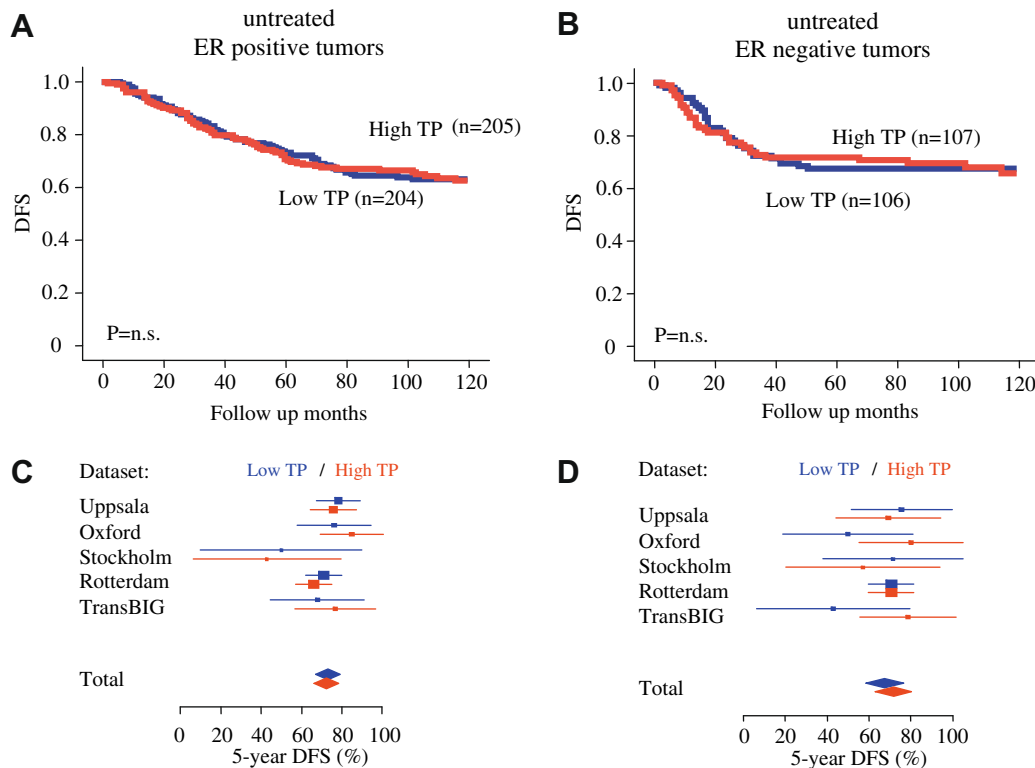 A
untreated
ER positive tumors
DFS
1.0
0.8
0.6
0.4
0.2
0
High TP (n=205)
Low TP (n=204)
P=n.s.
0 20 40 60 80 100 120
Follow up months
B
untreated
ER negative tumors
DFS
1.0
0.8
0.6
0.4
0.2
0
High TP (n=107)
Low TP (n=106)
P=n.s.
0 20 40 60 80 100 120
Follow up months
C
Dataset: Low TP / High TP
Uppsala
Oxford
Stockholm
Rotterdam
TransBIG
Total
0 20 40 60 80 100
5-year DFS (%)
D
Dataset: Low TP / High TP
Uppsala
Oxford
Stockholm
Rotterdam
TransBIG
Total
0 20 40 60 80 100
5-year DFS (%)